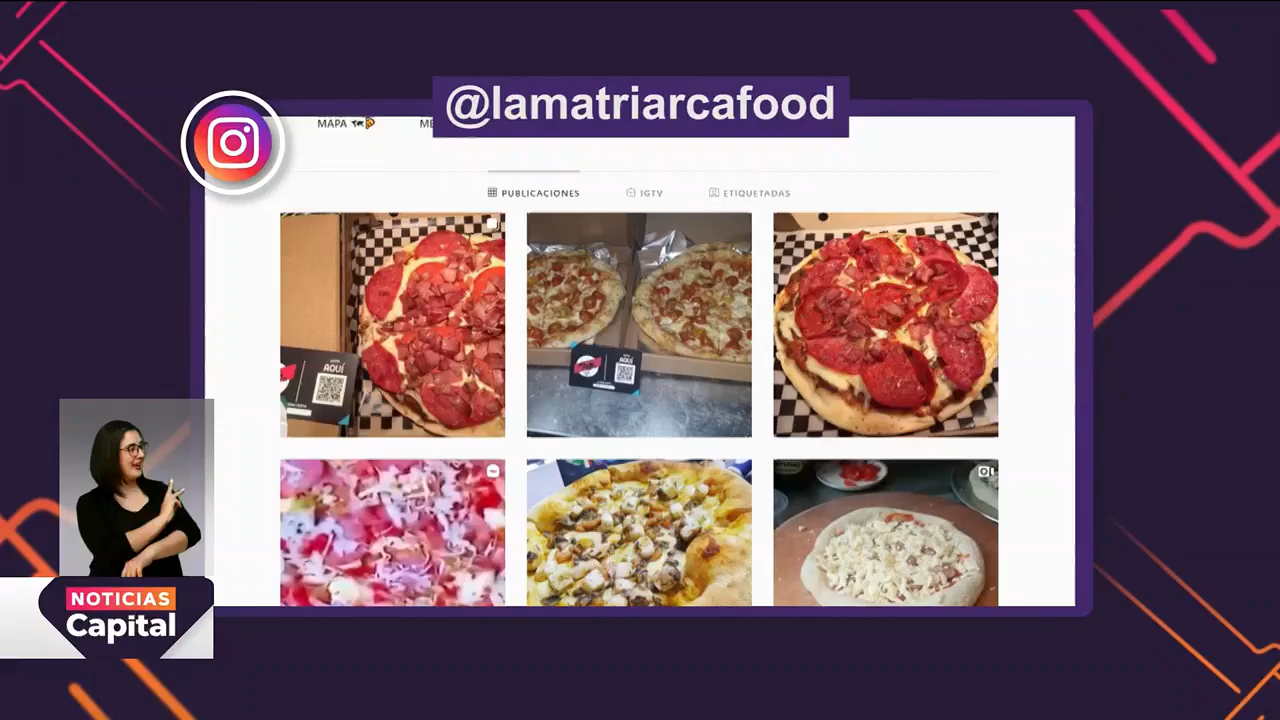 @lamatriarcafood
MAPA
PUBLICACIONES
IGTV
ETIQUETADAS
AQUÍ
AQUÍ
NOTICIAS
Capital